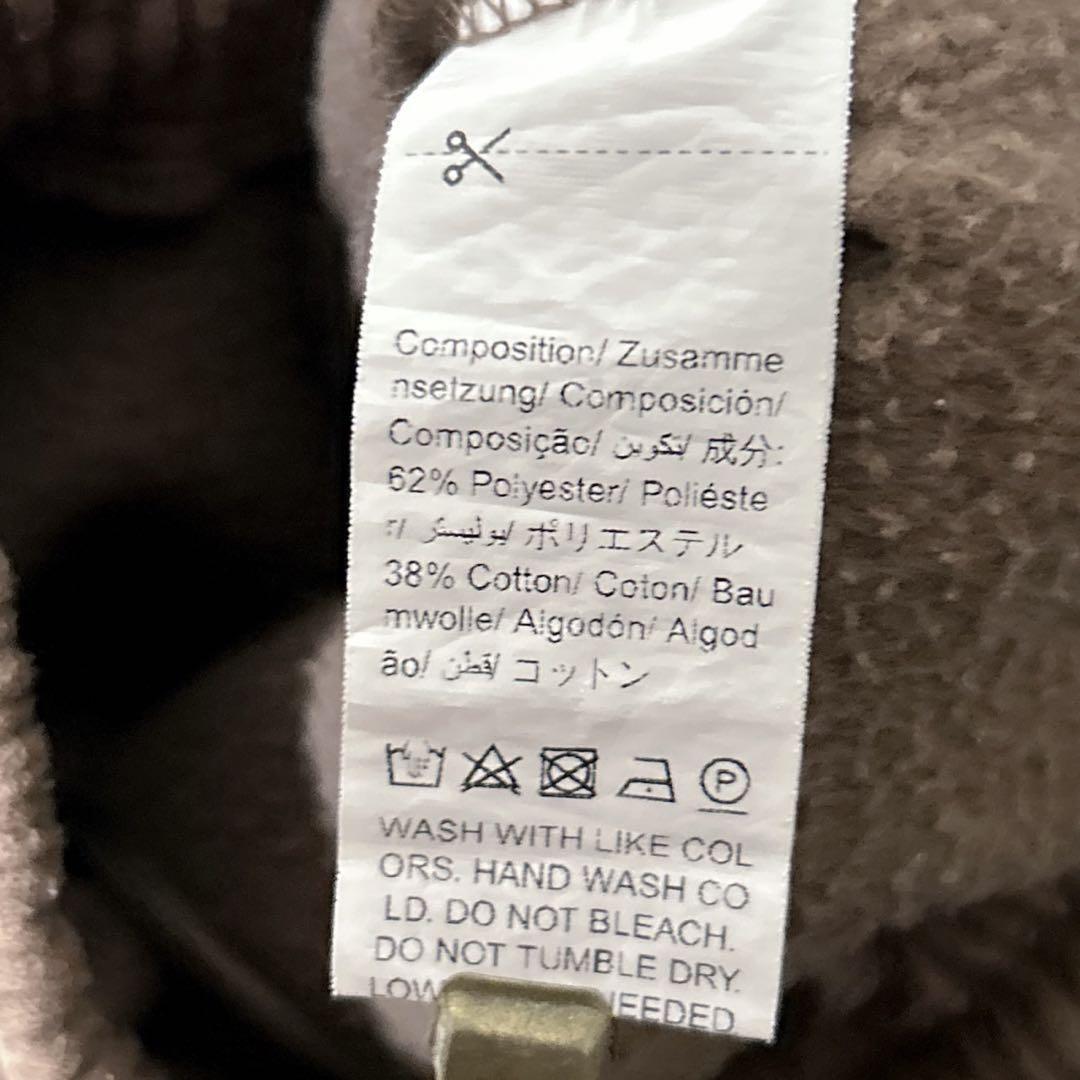 Composition/ Zusamme
nsetzung/ Composición/
Composição/ تكوين/ 成分:
62% Polyester/ Poliéste
r/ بوليستر/ ポリエステル
38% Cotton/ Coton/ Bau
mwolle/ Algodón/ Algod
ão/ قطن/ コットン
P
WASH WITH LIKE COL
ORS. HAND WASH CO
LD. DO NOT BLEACH.
DO NOT TUMBLE DRY.
LOW NEEDED